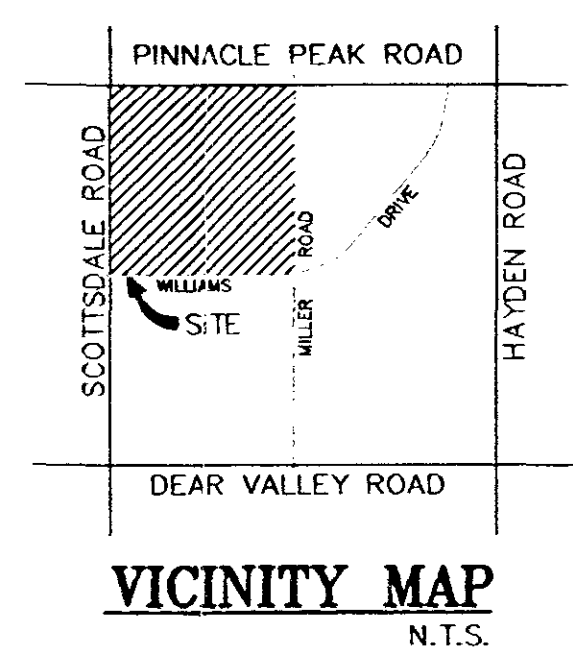 PINNACLE PEAK ROAD
SCOTTSDALE ROAD
HAYDEN ROAD
DRIVE
MILLER ROAD
WILLIAMS
SITE
DEAR VALLEY ROAD
VICINITY MAP
N.T.S.